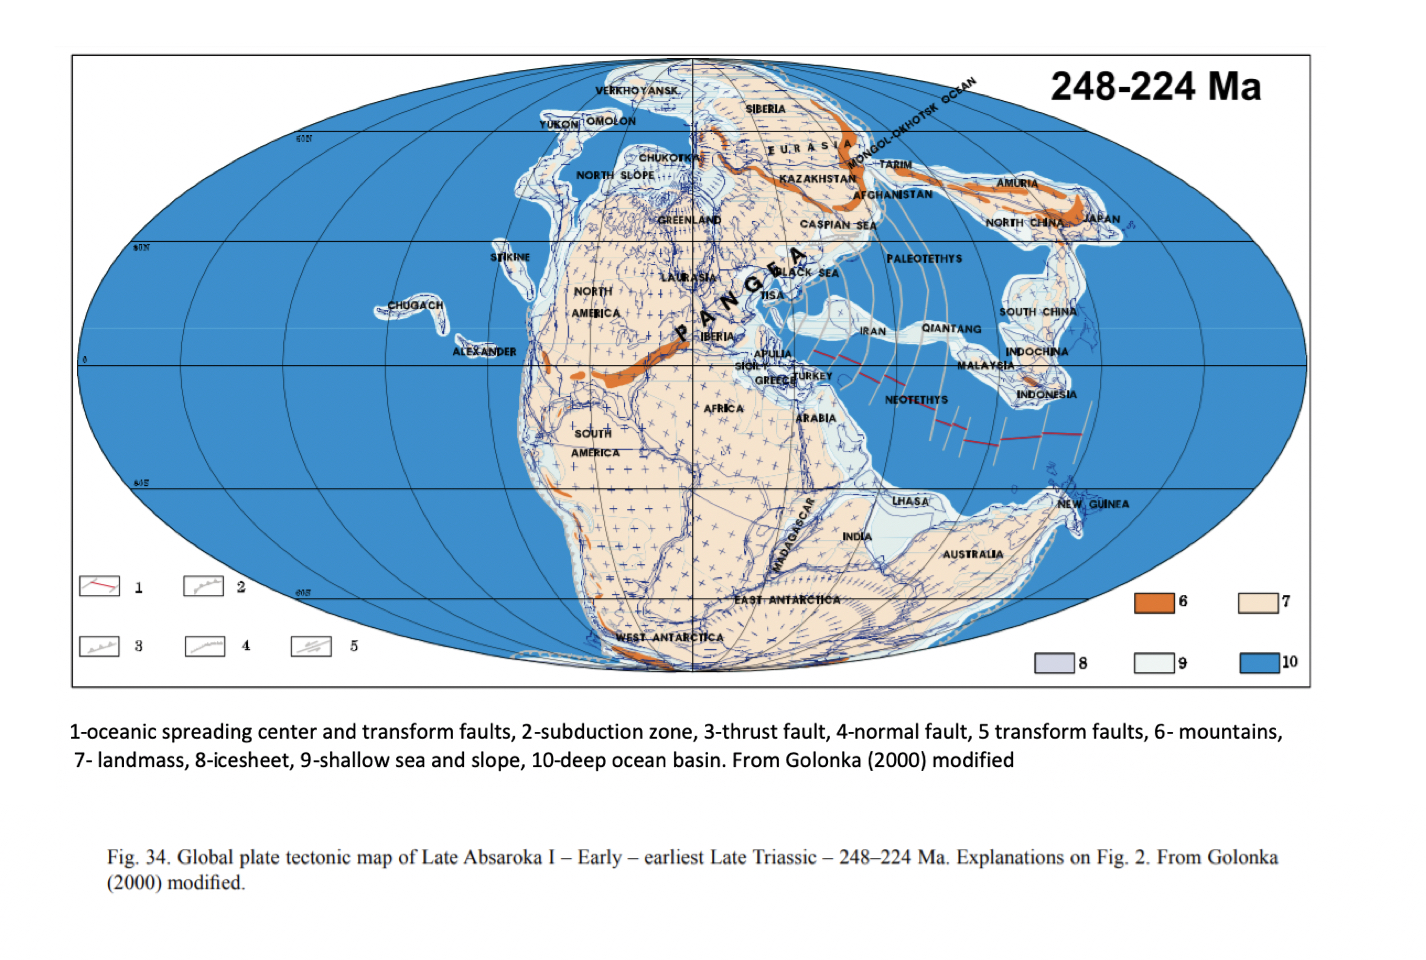 248-224 Ma
VERKHOYANSK
SIBERIA
MONGOL-OKHOTSK OCEAN
YUKON
OMOLON
60N
EURASIA
CHUKOTKA
TARIM
NORTH SLOPE
KAZAKHSTAN
AMURIA
AFGHANISTAN
GREENLAND
CASPIAN SEA
NORTH CHINA
JAPAN
30N
STIKINE
PALEOTETHYS
LAURASIA
BLACK SEA
PANGEA
NORTH
AMERICA
TISA
CHUGACH
SOUTH CHINA
IBERIA
IRAN
QIANTANG
ALEXANDER
APULIA
INDOCHINA
0
SICILY
MALAYSIA
GREECE
TURKEY
INDONESIA
NEOTETHYS
AFRICA
ARABIA
SOUTH
AMERICA
LHASA
NEW GUINEA
MADAGASCAR
INDIA
AUSTRALIA
EAST ANTARCTICA
WEST ANTARCTICA
1
2
3
4
5
6
7
8
9
10
1-oceanic spreading center and transform faults, 2-subduction zone, 3-thrust fault, 4-normal fault, 5 transform faults, 6- mountains,
7- landmass, 8-icesheet, 9-shallow sea and slope, 10-deep ocean basin. From Golonka (2000) modified
Fig. 34. Global plate tectonic map of Late Absaroka I – Early – earliest Late Triassic – 248–224 Ma. Explanations on Fig. 2. From Golonka
(2000) modified.